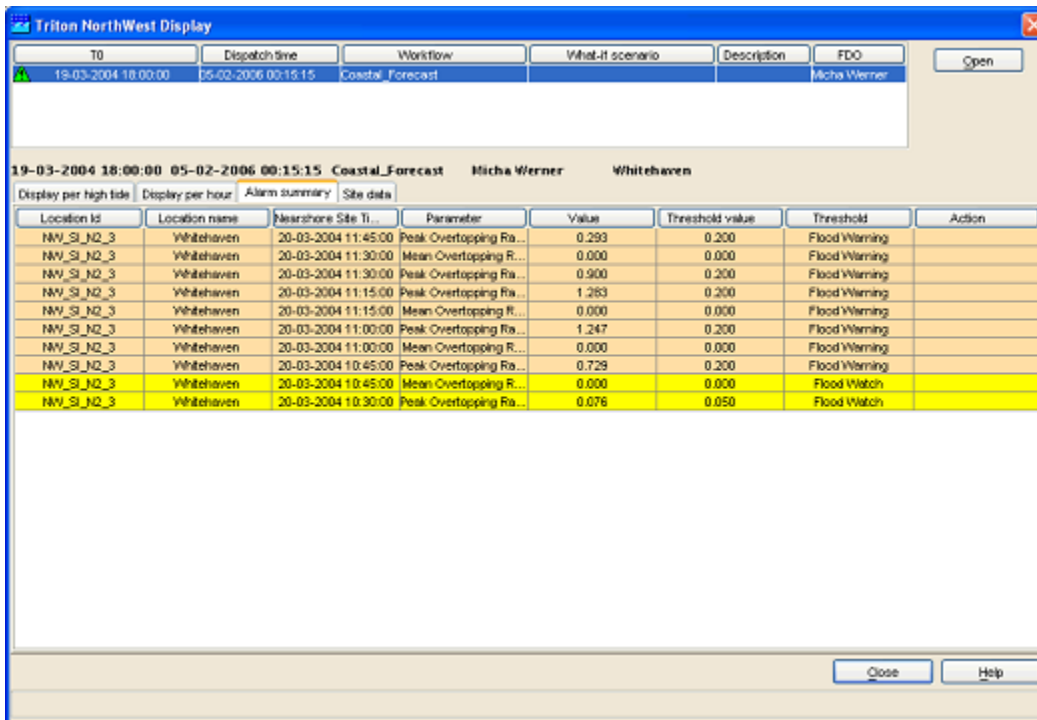 Triton NorthWest Display
T0 Dispatch time Workflow What-if scenario Description FDO Open
19-03-2004 18:00:00 05-02-2006 00:15:15 Coastal_Forecast Micha Werner
19-03-2004 18:00:00 05-02-2006 00:15:15 Coastal_Forecast Micha Werner Whitehaven
Display per high tide Display per hour Alarm summary Site data
Location Id Location name Nearshore Site Ti... Parameter Value Threshold value Threshold Action
NW_SI_N2_3 Whitehaven 20-03-2004 11:45:00 Peak Overtopping Ra... 0.293 0.200 Flood Warning
NW_SI_N2_3 Whitehaven 20-03-2004 11:30:00 Mean Overtopping R... 0.000 0.000 Flood Warning
NW_SI_N2_3 Whitehaven 20-03-2004 11:30:00 Peak Overtopping Ra... 0.900 0.200 Flood Warning
NW_SI_N2_3 Whitehaven 20-03-2004 11:15:00 Peak Overtopping Ra... 1.283 0.200 Flood Warning
NW_SI_N2_3 Whitehaven 20-03-2004 11:15:00 Mean Overtopping R... 0.000 0.000 Flood Warning
NW_SI_N2_3 Whitehaven 20-03-2004 11:00:00 Peak Overtopping Ra... 1.247 0.200 Flood Warning
NW_SI_N2_3 Whitehaven 20-03-2004 11:00:00 Mean Overtopping R... 0.000 0.000 Flood Warning
NW_SI_N2_3 Whitehaven 20-03-2004 10:45:00 Peak Overtopping Ra... 0.729 0.200 Flood Warning
NW_SI_N2_3 Whitehaven 20-03-2004 10:45:00 Mean Overtopping R... 0.000 0.000 Flood Watch
NW_SI_N2_3 Whitehaven 20-03-2004 10:30:00 Peak Overtopping Ra... 0.076 0.050 Flood Watch
Close Help